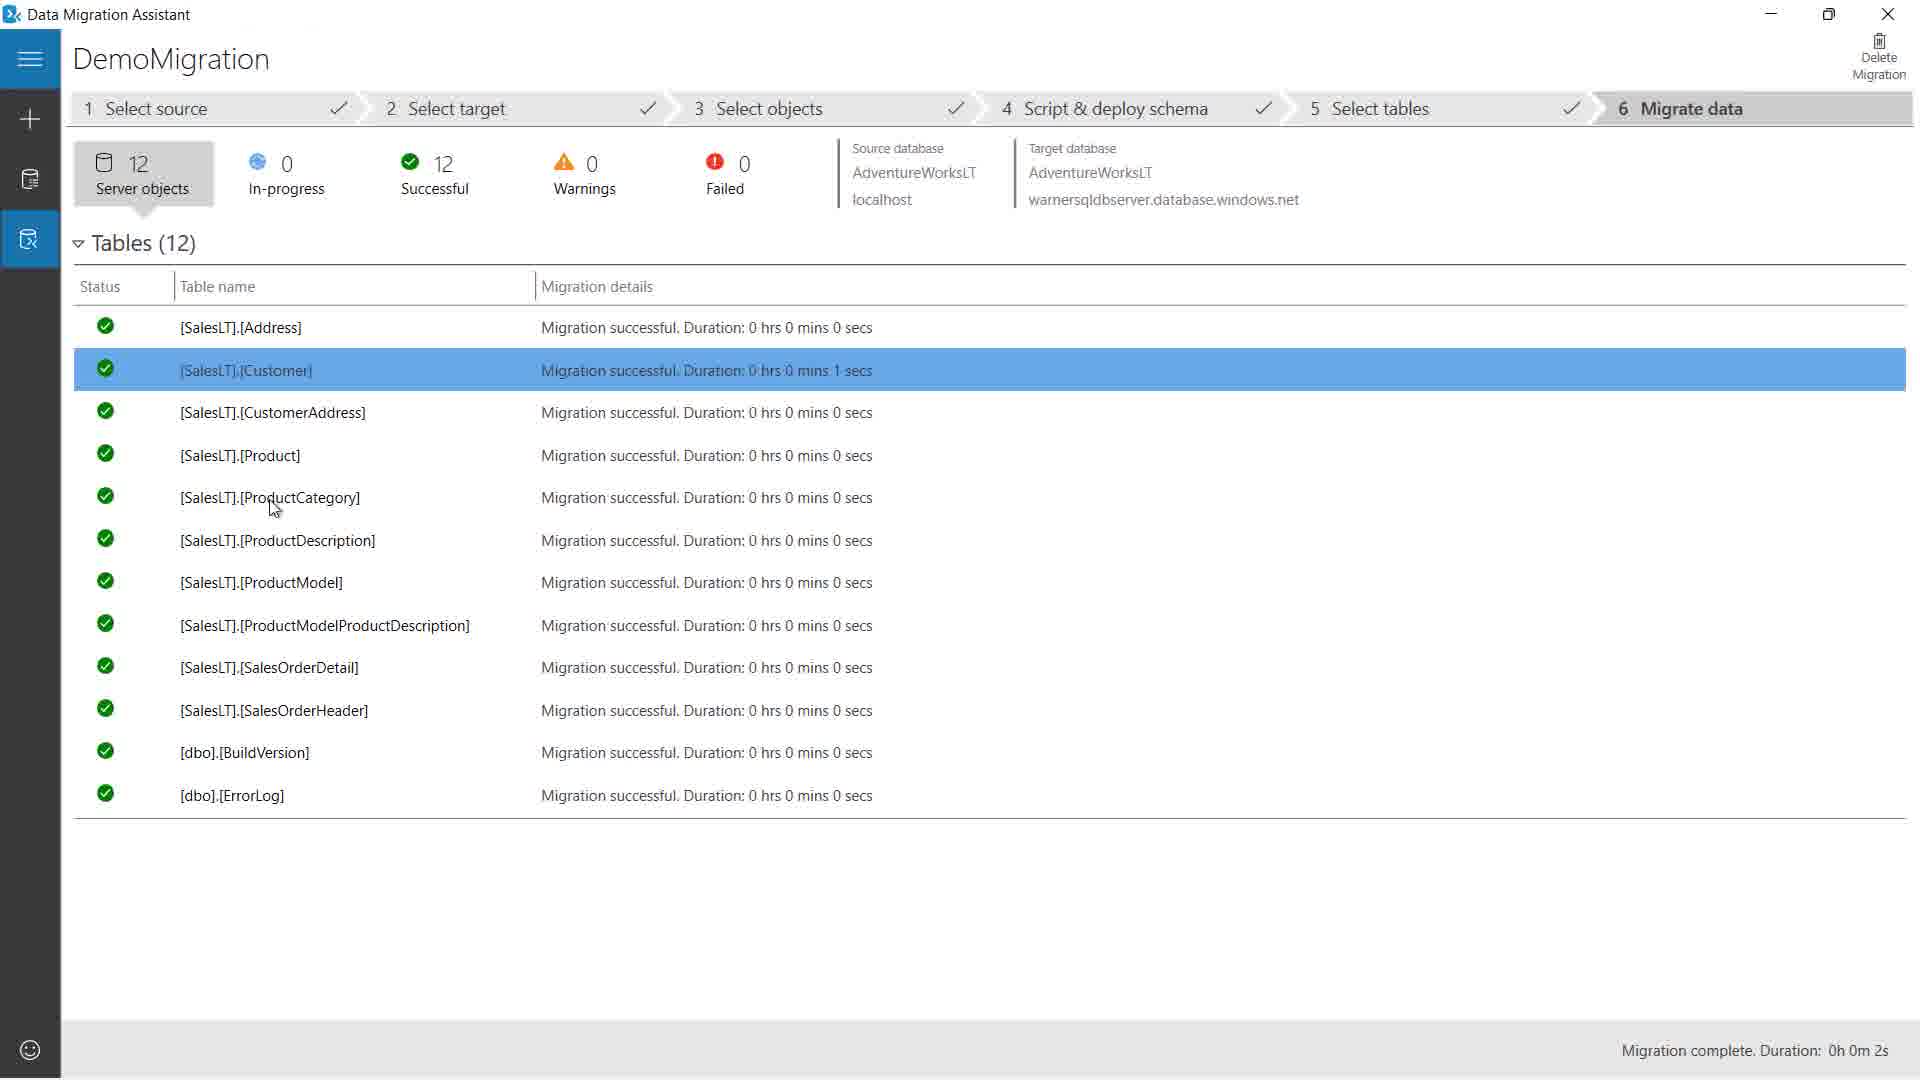 Data Migration Assistant
DemoMigration
Delete
Migration
1 Select source
2 Select target
3 Select objects
4 Script & deploy schema
5 Select tables
6 Migrate data
12
Server objects
0
In-progress
12
Successful
0
Warnings
0
Failed
Source database
AdventureWorksLT
localhost
Target database
AdventureWorksLT
warnersqldbserver.database.windows.net
Tables (12)
Status Table name Migration details
[SalesLT].[Address] Migration successful. Duration: 0 hrs 0 mins 0 secs
[SalesLT].[Customer] Migration successful. Duration: 0 hrs 0 mins 1 secs
[SalesLT].[CustomerAddress] Migration successful. Duration: 0 hrs 0 mins 0 secs
[SalesLT].[Product] Migration successful. Duration: 0 hrs 0 mins 0 secs
[SalesLT].[ProductCategory] Migration successful. Duration: 0 hrs 0 mins 0 secs
[SalesLT].[ProductDescription] Migration successful. Duration: 0 hrs 0 mins 0 secs
[SalesLT].[ProductModel] Migration successful. Duration: 0 hrs 0 mins 0 secs
[SalesLT].[ProductModelProductDescription] Migration successful. Duration: 0 hrs 0 mins 0 secs
[SalesLT].[SalesOrderDetail] Migration successful. Duration: 0 hrs 0 mins 0 secs
[SalesLT].[SalesOrderHeader] Migration successful. Duration: 0 hrs 0 mins 0 secs
[dbo].[BuildVersion] Migration successful. Duration: 0 hrs 0 mins 0 secs
[dbo].[ErrorLog] Migration successful. Duration: 0 hrs 0 mins 0 secs
Migration complete. Duration: 0h 0m 2s